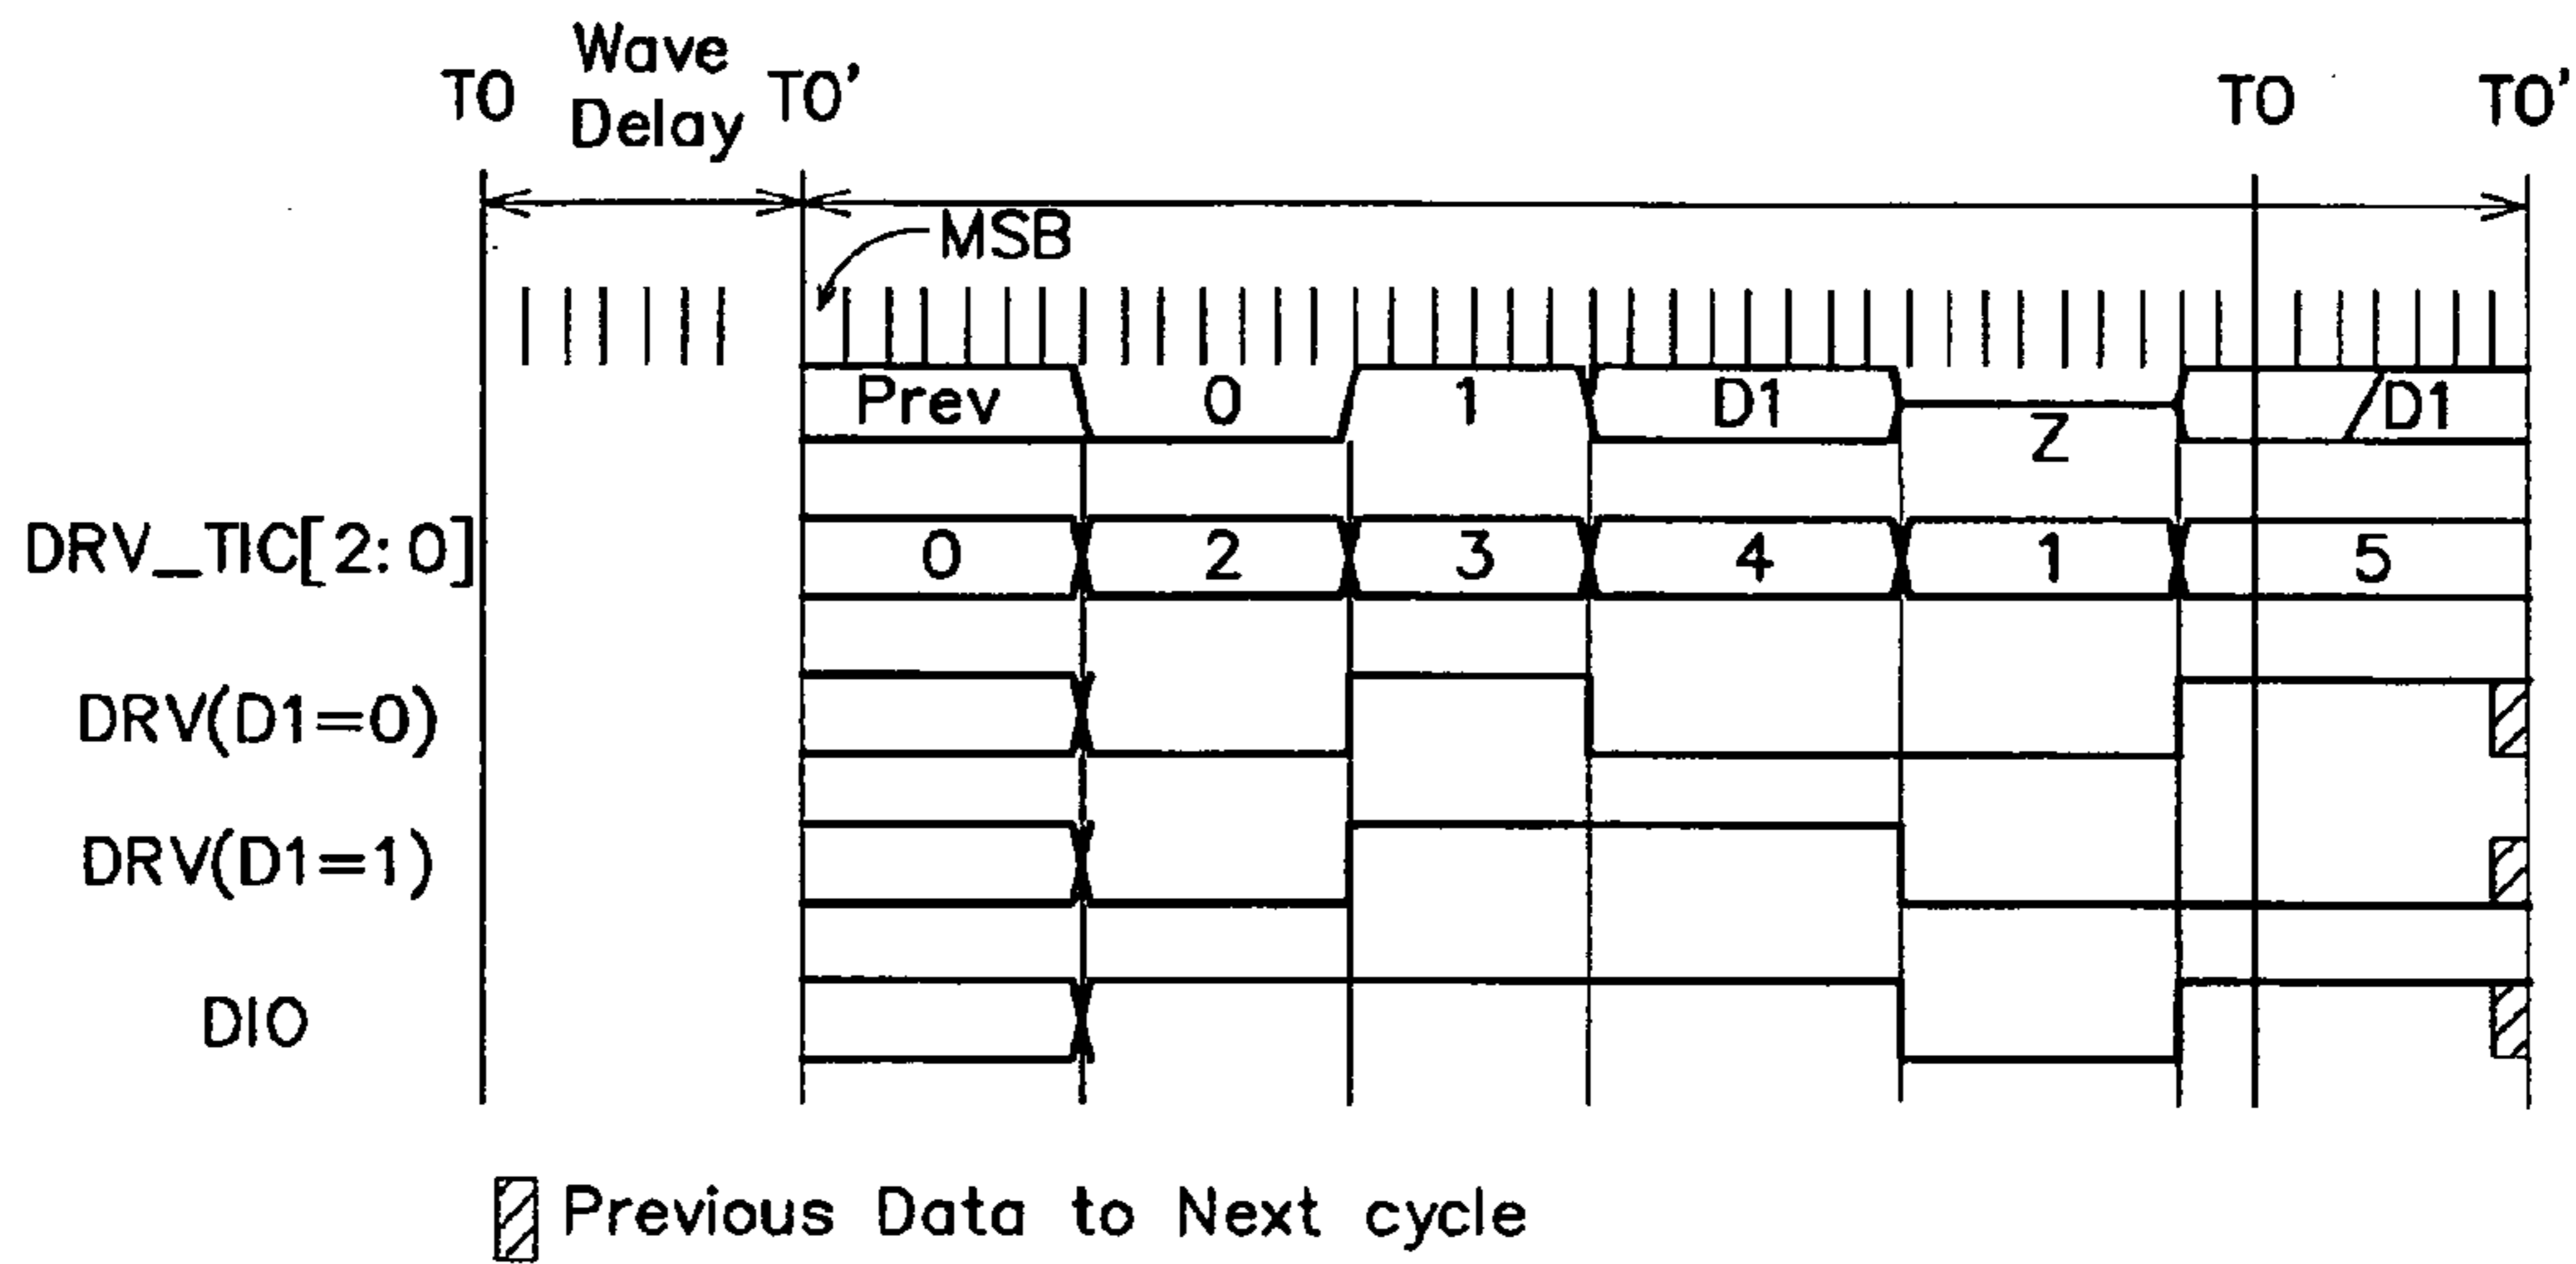 Wave
T0 Delay T0' T0 T0'
MSB
Prev 0 1 D1 Z /D1
DRV_TIC[2:0] 0 2 3 4 1 5
DRV(D1=0)
DRV(D1=1)
DIO
Previous Data to Next cycle